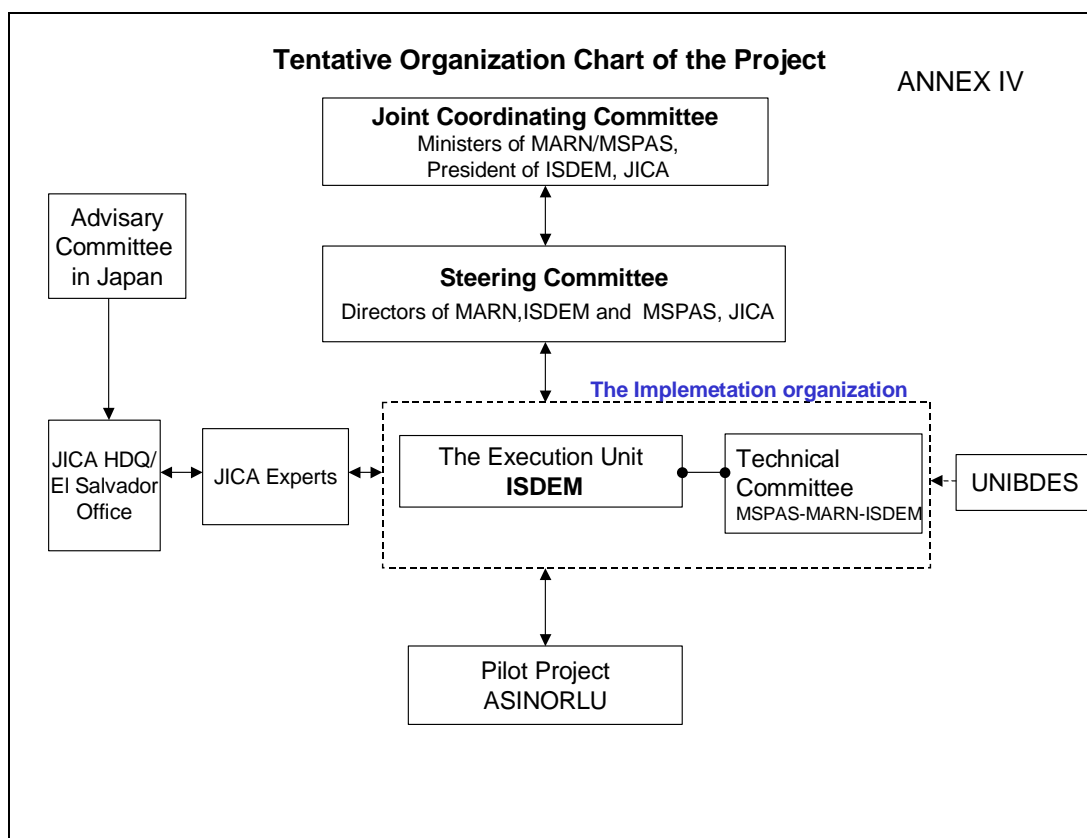 Tentative Organization Chart of the Project
ANNEX IV
Joint Coordinating Committee
Ministers of MARN/MSPAS,
President of ISDEM, JICA
Advisary
Committee
in Japan
Steering Committee
Directors of MARN,ISDEM and MSPAS, JICA
The Implemetation organization
JICA HDQ/
El Salvador
Office
JICA Experts
The Execution Unit
ISDEM
Technical
Committee
MSPAS-MARN-ISDEM
UNIBDES
Pilot Project
ASINORLU